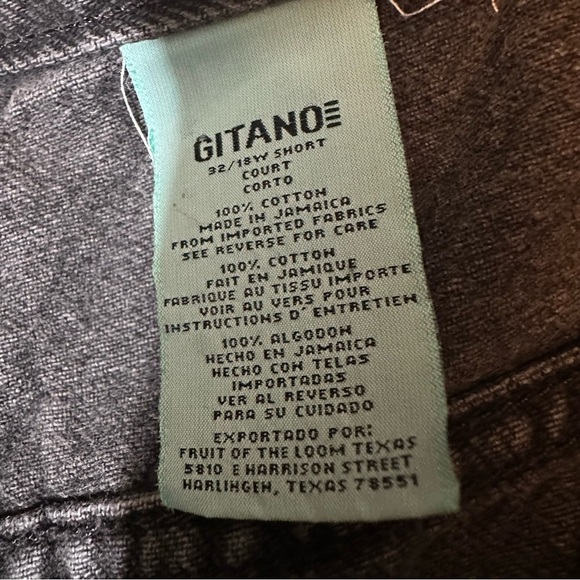 GITANO
32/18W SHORT
COURT
CORTO
100% COTTON
MADE IN JAMAICA
FROM IMPORTED FABRICS
SEE REVERSE FOR CARE
100% COTTON
FAIT EN JAMIQUE
FABRIQUE AU TISSU IMPORTE
VOIR AU VERS POUR
INSTRUCTIONS D'ENTRETIEN
100% ALGODON
HECHO EN JAMAICA
HECHO CON TELAS
IMPORTADAS
VER AL REVERSO
PARA SU CUIDADO
EXPORTADO POR:
FRUIT OF THE LOOM TEXAS
5810 E HARRISON STREET
HARLINGEN, TEXAS 78551